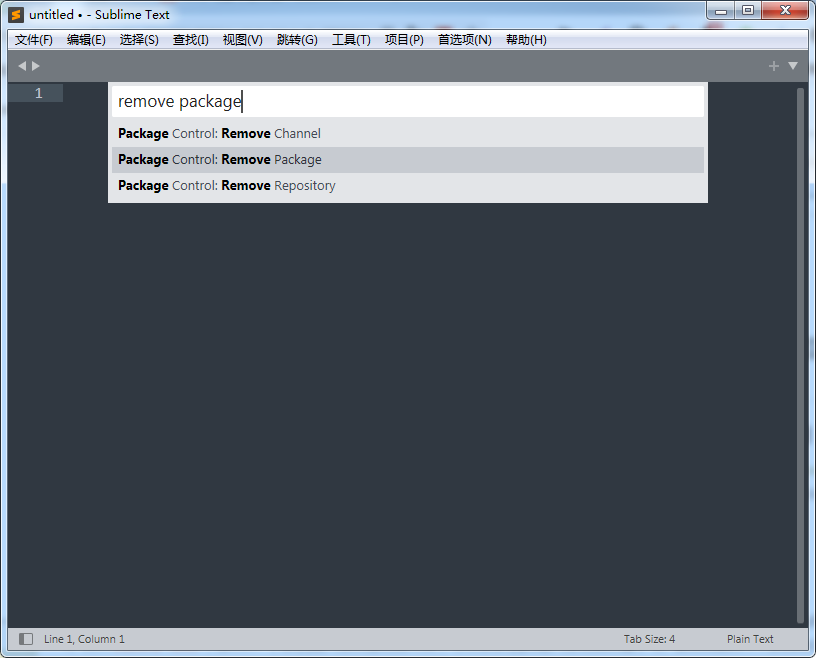 untitled • - Sublime Text
文件(F) 编辑(E) 选择(S) 查找(I) 视图(V) 跳转(G) 工具(T) 项目(P) 首选项(N) 帮助(H)
1
remove package
Package Control: Remove Channel
Package Control: Remove Package
Package Control: Remove Repository
Line 1, Column 1 Tab Size: 4 Plain Text